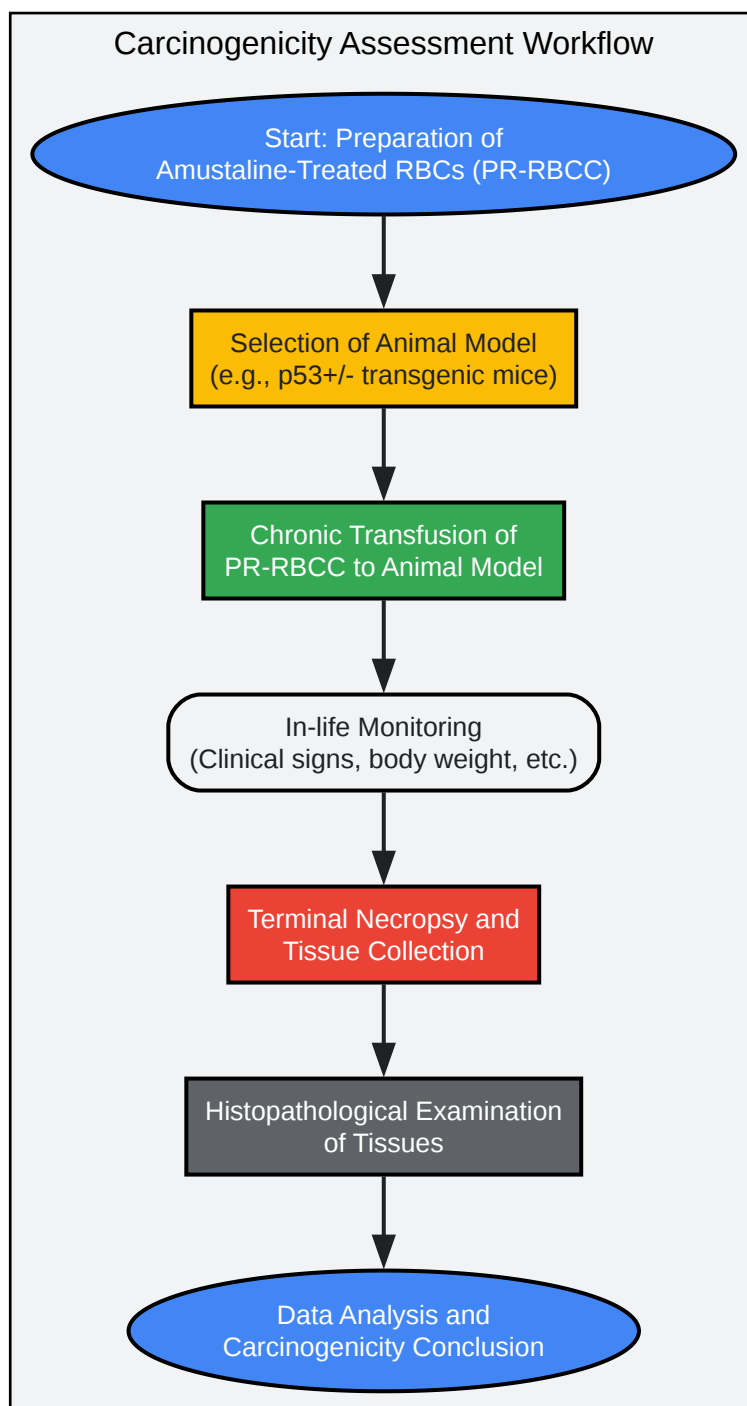 Carcinogenicity Assessment Workflow
Start: Preparation of
Amustaline-Treated RBCs (PR-RBCC)
Selection of Animal Model
(e.g., p53+/- transgenic mice)
Chronic Transfusion of
PR-RBCC to Animal Model
In-life Monitoring
(Clinical signs, body weight, etc.)
Terminal Necropsy and
Tissue Collection
Histopathological Examination
of Tissues
Data Analysis and
Carcinogenicity Conclusion